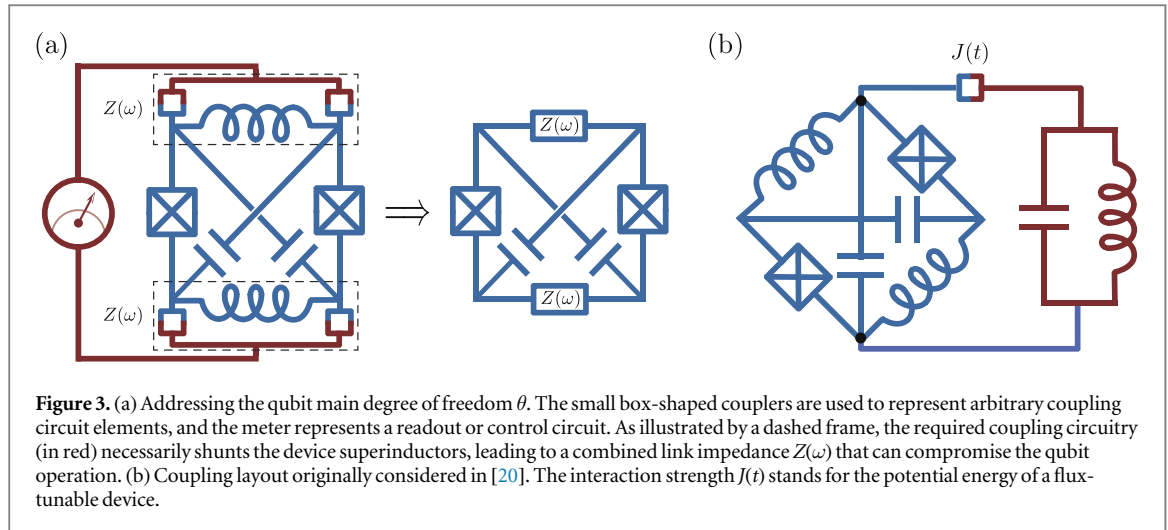 (a)
(b)
J(t)
Z(ω)
Z(ω)
Z(ω)
Z(ω)
Figure 3. (a) Addressing the qubit main degree of freedom θ. The small box-shaped couplers are used to represent arbitrary coupling
circuit elements, and the meter represents a readout or control circuit. As illustrated by a dashed frame, the required coupling circuitry
(in red) necessarily shunts the device superinductors, leading to a combined link impedance Z(ω) that can compromise the qubit
operation. (b) Coupling layout originally considered in [20]. The interaction strength J(t) stands for the potential energy of a flux-
tunable device.